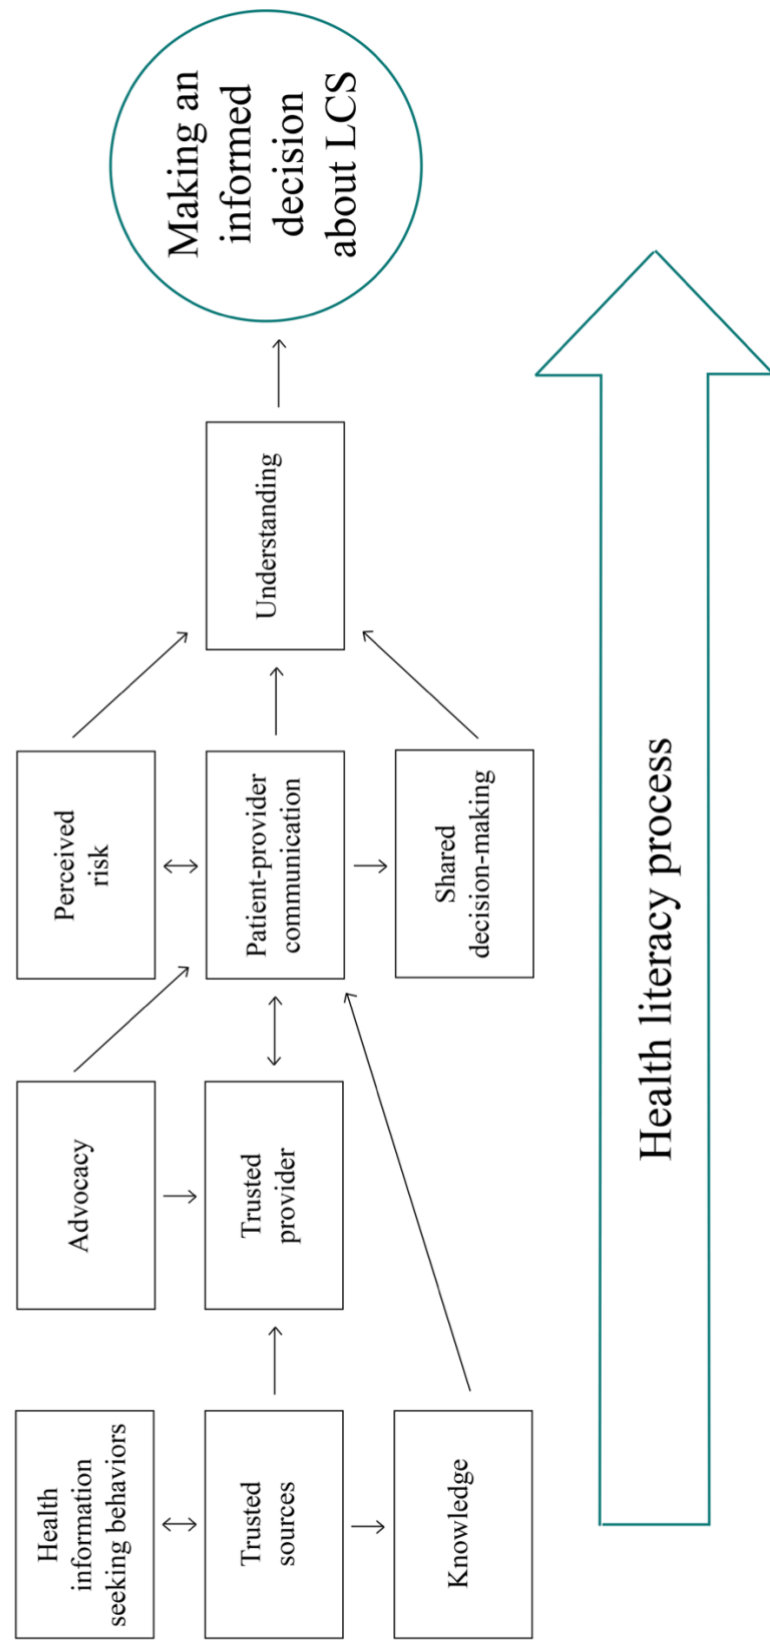 Health
information
seeking behaviors
Trusted
sources
Knowledge
Advocacy
Trusted
provider
Perceived
risk
Patient-provider
communication
Shared
decision-making
Understanding
Making an
informed
decision
about LCS
Health literacy process